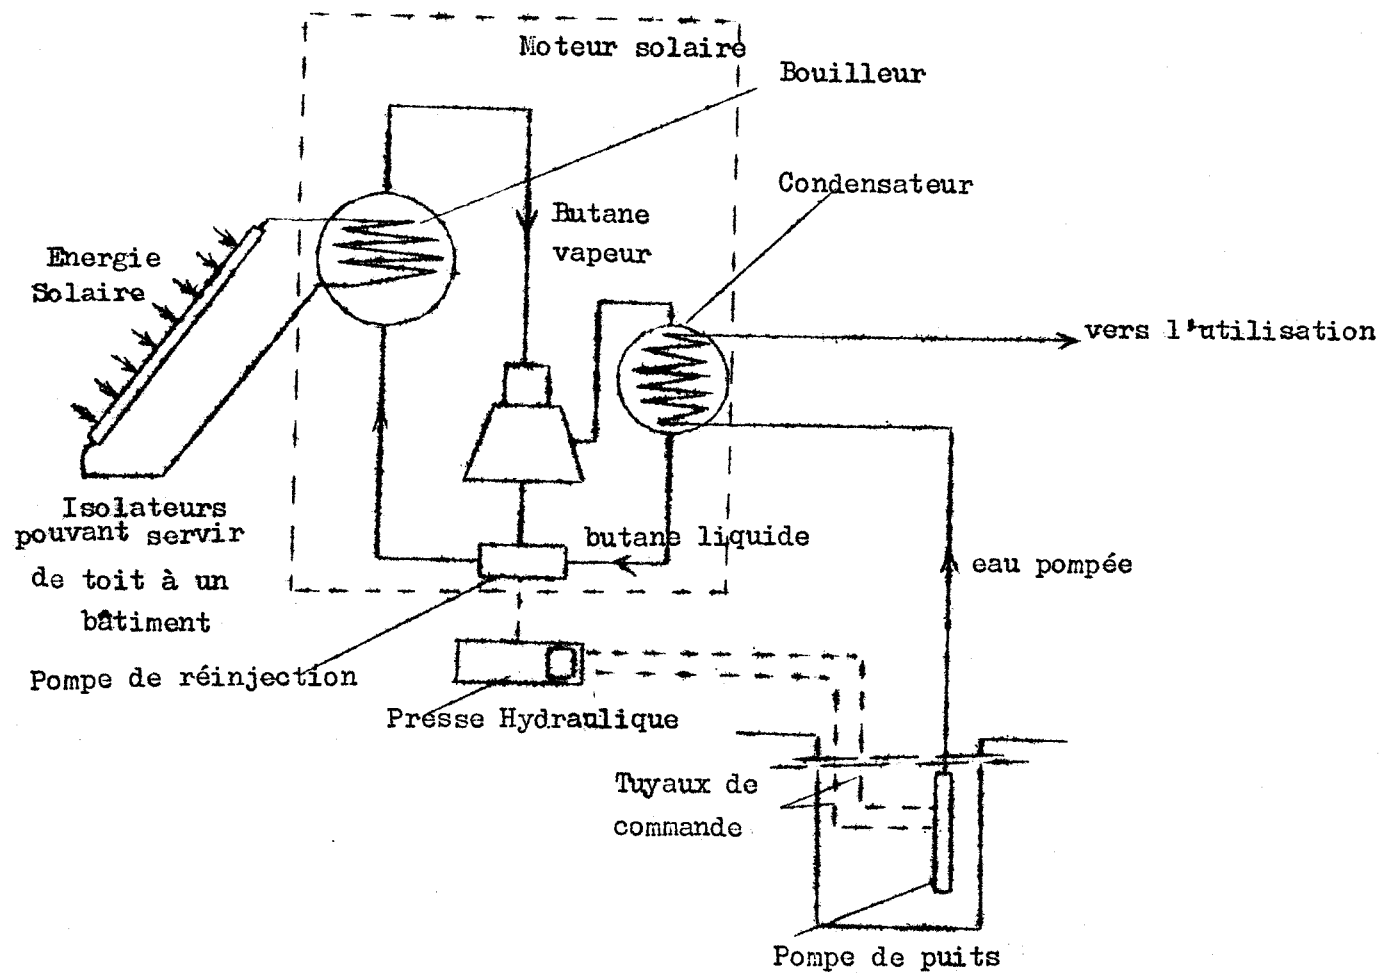 Moteur solaire
Bouilleur
Condensateur
Butane
vapeur
Energie
Solaire
vers l'utilisation
Isolateurs
pouvant servir
de toit à un
bâtiment
butane liquide
eau pompée
Pompe de réinjection
Presse Hydraulique
Tuyaux de
commande
Pompe de puits